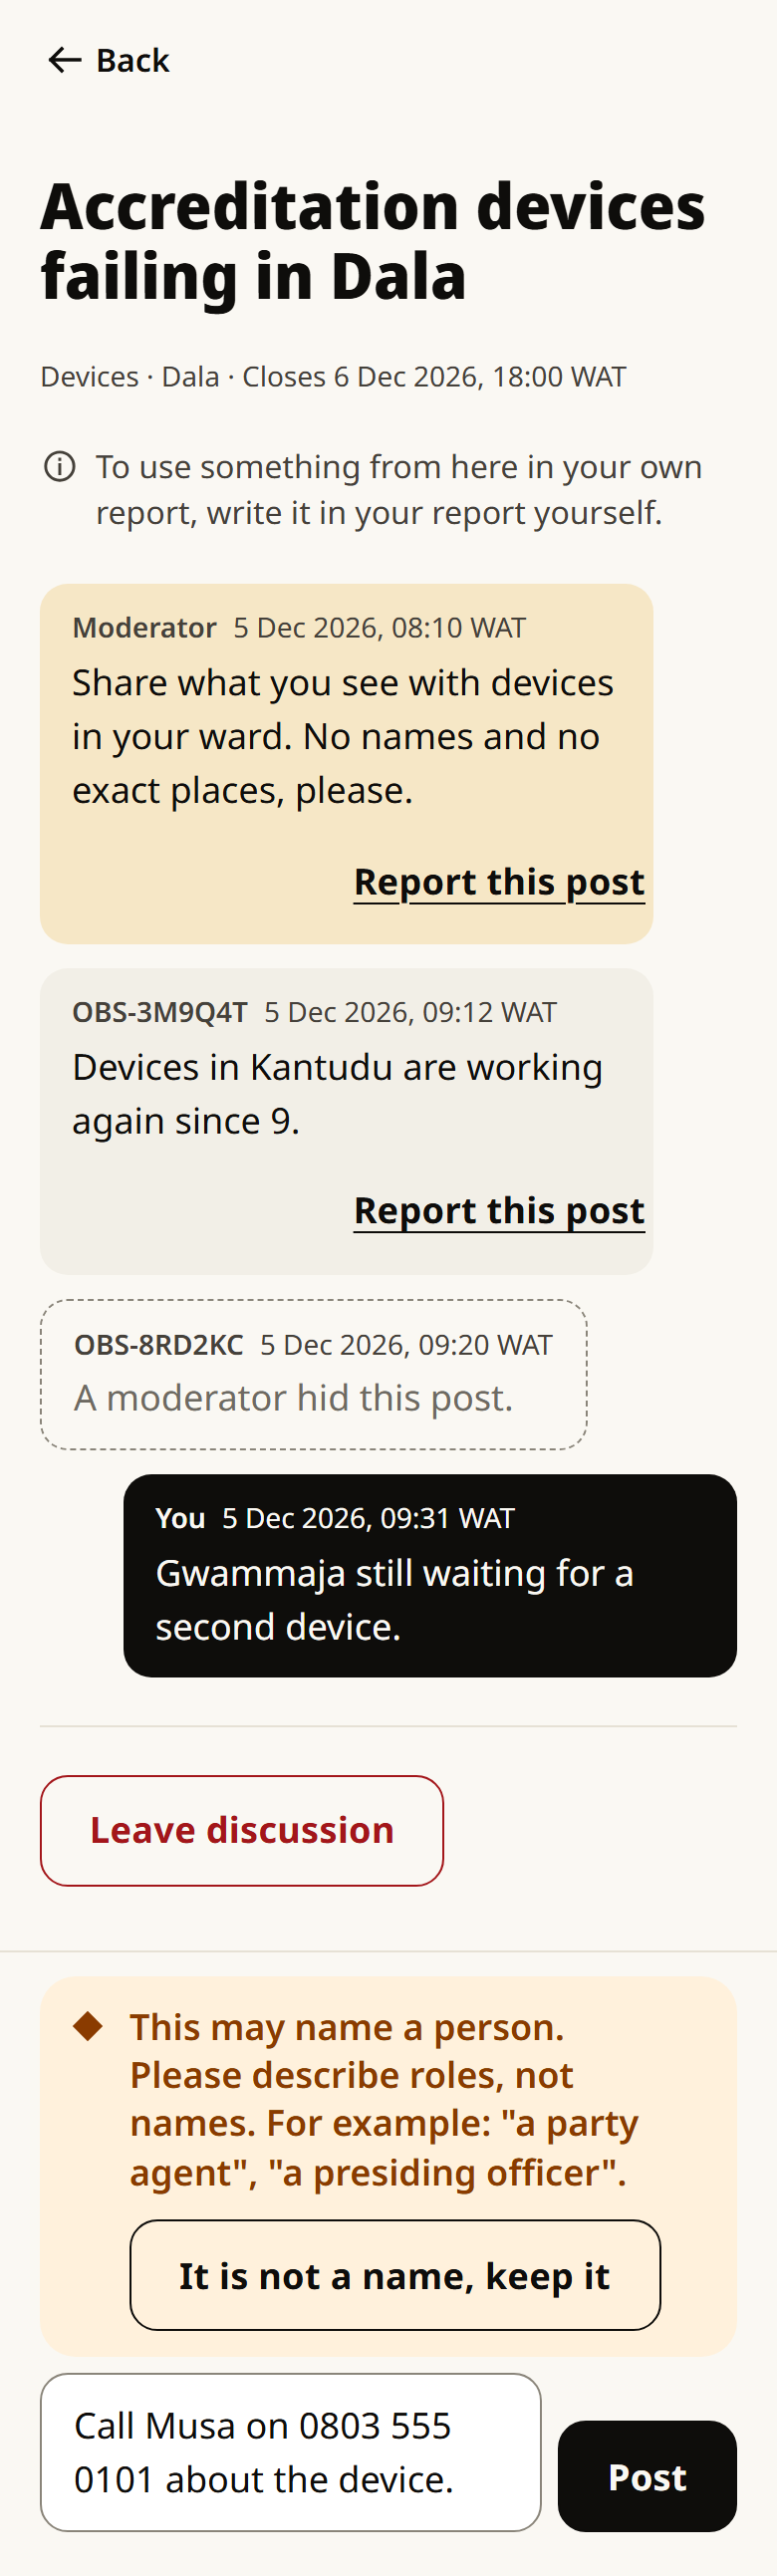 Back
Accreditation devices
failing in Dala
Devices · Dala · Closes 6 Dec 2026, 18:00 WAT
To use something from here in your own
report, write it in your report yourself.
Moderator 5 Dec 2026, 08:10 WAT
Share what you see with devices
in your ward. No names and no
exact places, please.
Report this post
OBS-3M9Q4T 5 Dec 2026, 09:12 WAT
Devices in Kantudu are working
again since 9.
Report this post
OBS-8RD2KC 5 Dec 2026, 09:20 WAT
A moderator hid this post.
You 5 Dec 2026, 09:31 WAT
Gwammaja still waiting for a
second device.
Leave discussion
This may name a person.
Please describe roles, not
names. For example: "a party
agent", "a presiding officer".
It is not a name, keep it
Call Musa on 0803 555
0101 about the device.
Post